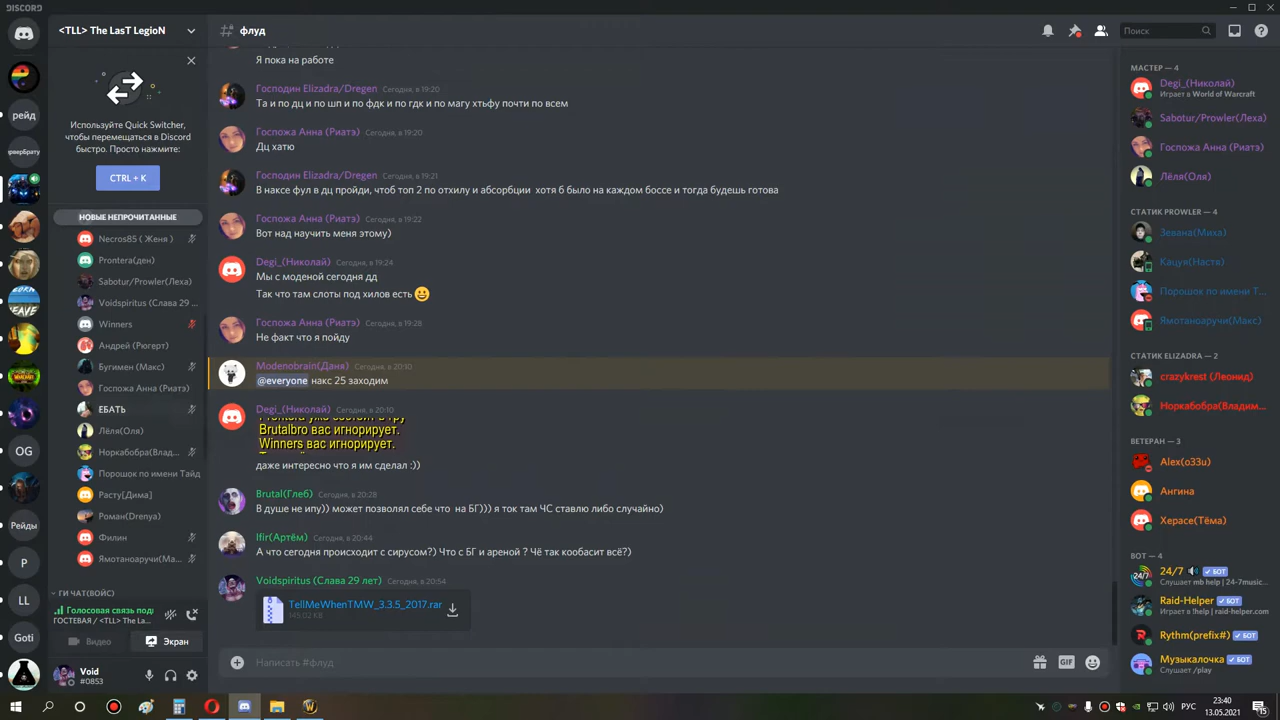 DISCORD
<TLL> The LasT LegioN
флуд
Поиск
Используйте Quick Switcher,
чтобы перемещаться в Discord
быстро. Просто нажмите:
CTRL + K
НОВЫЕ НЕПРОЧИТАННЫЕ
Necros85 ( Женя )
Prontera(ден)
Sabotur/Prowler(Леха)
Voidspiritus (Слава 29 ...
Winners
Андрей (Рюгерт)
Бугимен (Макс)
Госпожа Анна (Риатэ)
ЕБАТЬ
Лёля(Оля)
Норкабобра(Влад...
Порошок по имени Тайд
Расту[Дима]
Роман(Drenya)
Филин
Ямотаноаручи(Ма...
ГИ ЧАТ(ВОЙС)
Голосовая связь подк
ГОСТЕВАЯ / <TLL> The La...
Видео
Экран
Void
#0853
рейд
OG
Рейды
P
LL
Goti
Я пока на работе
Господин Elizadra/Dregen Сегодня, в 19:20
Та и по дц и по шп и по фдк и по гдк и по магу хтьфу почти по всем
Госпожа Анна (Риатэ) Сегодня, в 19:20
Дц хатю
Господин Elizadra/Dregen Сегодня, в 19:21
В наксе фул в дц пройди, чтоб топ 2 по отхилу и абсорбции хотя б было на каждом боссе и тогда будешь готова
Госпожа Анна (Риатэ) Сегодня, в 19:22
Вот над научить меня этому)
Degi_(Николай) Сегодня, в 19:24
Мы с моденой сегодня дд
Так что там слоты под хилов есть
Госпожа Анна (Риатэ) Сегодня, в 19:28
Не факт что я пойду
Modenobrain(Даня) Сегодня, в 20:10
@everyone накс 25 заходим
Degi_(Николай) Сегодня, в 20:10
Brutalbro вас игнорирует.
Winners вас игнорирует.
даже интересно что я им сделал :))
Brutal(Глеб) Сегодня, в 20:28
В душе не ипу)) может позволял себе что на БГ))) я ток там ЧС ставлю либо случайно)
Ifir(Артём) Сегодня, в 20:44
А что сегодня происходит с сирусом?) Что с БГ и ареной ? Чё так кообасит всё?)
Voidspiritus (Слава 29 лет) Сегодня, в 20:54
TellMeWhenTMW_3.3.5_2017.rar
145.02 KB
Написать #флуд
GIF
МАСТЕР — 4
Degi_(Николай)
Играет в World of Warcraft
Sabotur/Prowler(Леха)
Госпожа Анна (Риатэ)
Лёля(Оля)
СТАТИК PROWLER — 4
Зевана(Миха)
Кацуя(Настя)
Порошок по имени Т...
Ямотаноаручи(Макс)
СТАТИК ELIZADRA — 2
crazykrest (Леонид)
Норкабобра(Владим...
ВЕТЕРАН — 3
Alex(o33u)
Ангина
Херасе(Тёма)
БОТ — 4
24/7 БОТ
Слушает mb help | 24-7music...
Raid-Helper БОТ
Играет в !help | raid-helper.com
Rythm(prefix#) БОТ
Музыкалочка БОТ
Слушает /play
РУС
23:40
13.05.2021
15